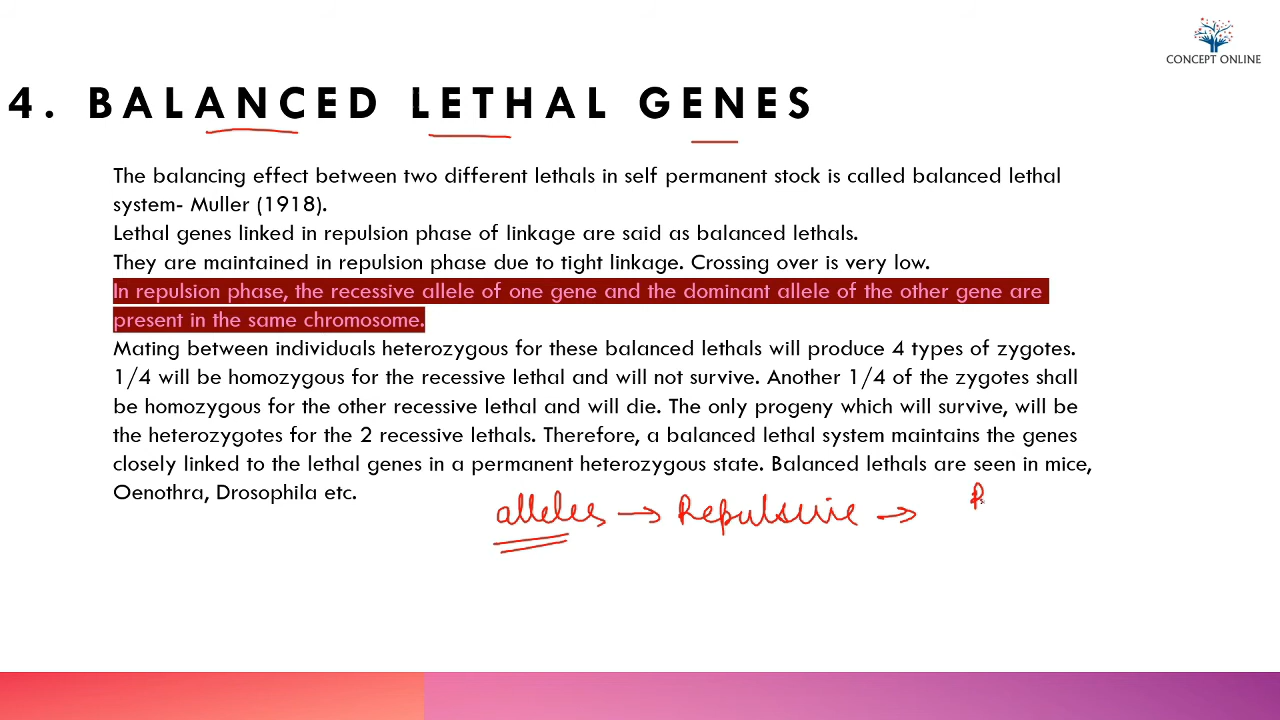 CONCEPT ONLINE
4. BALANCED LETHAL GENES
The balancing effect between two different lethals in self permanent stock is called balanced lethal
system- Muller (1918).
Lethal genes linked in repulsion phase of linkage are said as balanced lethals.
They are maintained in repulsion phase due to tight linkage. Crossing over is very low.
In repulsion phase, the recessive allele of one gene and the dominant allele of the other gene are
present in the same chromosome.
Mating between individuals heterozygous for these balanced lethals will produce 4 types of zygotes.
1/4 will be homozygous for the recessive lethal and will not survive. Another 1/4 of the zygotes shall
be homozygous for the other recessive lethal and will die. The only progeny which will survive, will be
the heterozygotes for the 2 recessive lethals. Therefore, a balanced lethal system maintains the genes
closely linked to the lethal genes in a permanent heterozygous state. Balanced lethals are seen in mice,
Oenothra, Drosophila etc.
alleles → Repulsive →